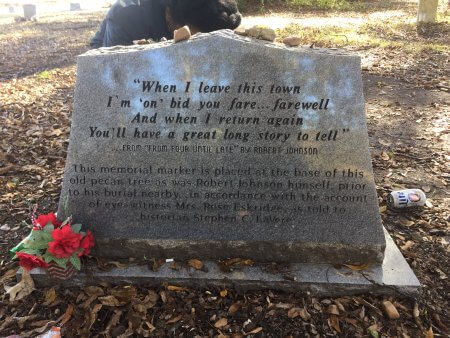 "When I leave this town
I'm 'on' bid you fare... farewell
And when I return again
You'll have a great long story to tell"
...FROM "FROM FOUR UNTIL LATE" BY ROBERT JOHNSON
This memorial marker is placed at the base of this
old pecan tree as was Robert Johnson himself, prior
to his burial nearby, in accordance with the account
of eye witness Mrs. Rosie Eskridge as told to
historian Stephen C. LaVere